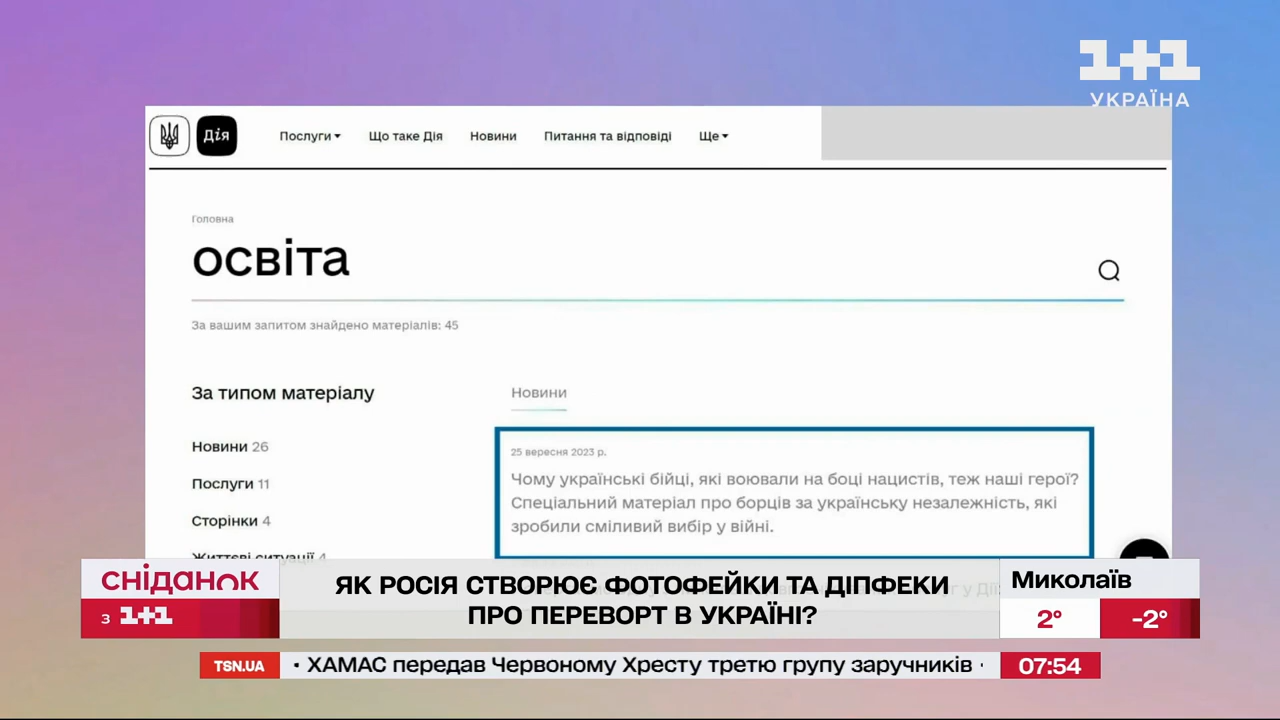 1+1
УКРАЇНА
Дія
Послуги
Що таке Дія
Новини
Питання та відповіді
Ще
Головна
освіта
За вашим запитом знайдено матеріалів: 45
За типом матеріалу
Новини 26
Послуги 11
Сторінки 4
Життєві ситуації 4
Новини
25 вересня 2023 р.
Чому українські бійці, які воювали на боці нацистів, теж наші герої?
Спеціальний матеріал про борців за українську незалежність, які
зробили сміливий вибір у війні.
СНІДАНОК
З 1+1
ЯК РОСІЯ СТВОРЮЄ ФОТОФЕЙКИ ТА ДІПФЕКИ
ПРО ПЕРЕВОРТ В УКРАЇНІ?
Миколаїв
2° -2°
TSN.UA
• ХАМАС передав Червоному Хресту третю групу заручників •
07:54